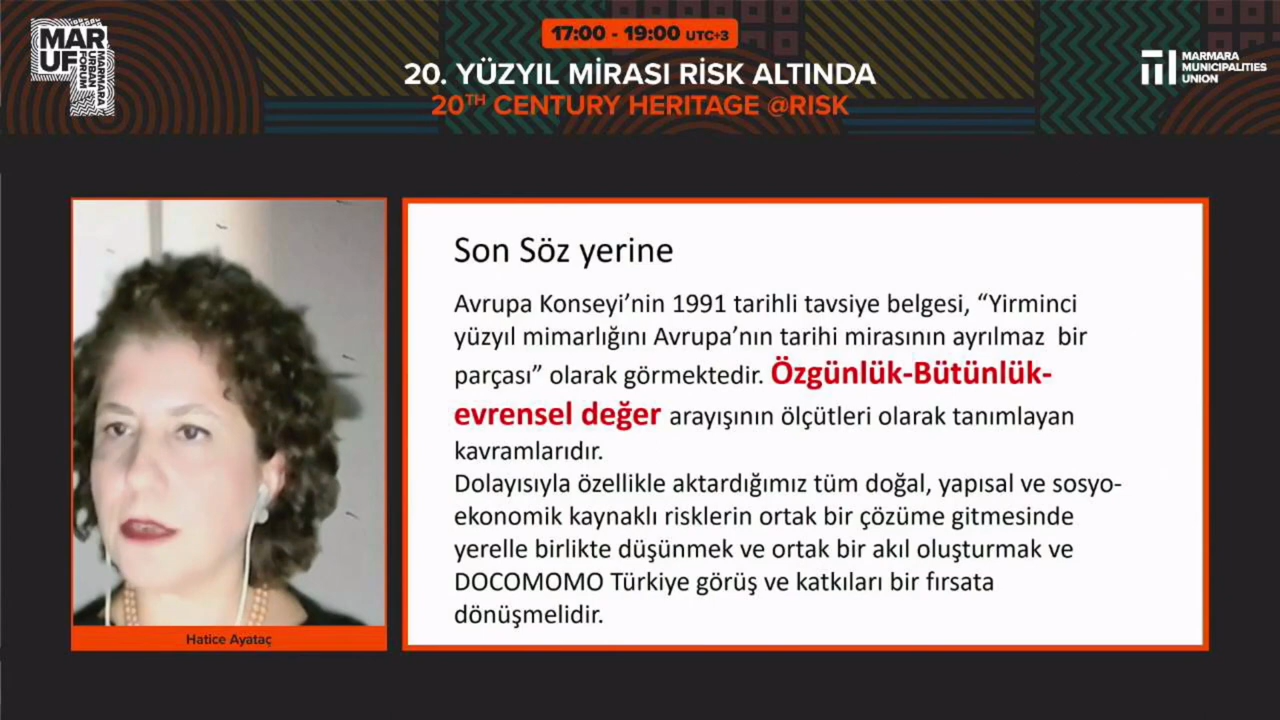 MAR
UF
MARMARA
URBAN
FORUM
17:00 - 19:00 UTC+3
20. YÜZYIL MİRASI RİSK ALTINDA
20TH CENTURY HERITAGE @RISK
MARMARA
MUNICIPALITIES
UNION
Hatice Ayataç
Son Söz yerine
Avrupa Konseyi’nin 1991 tarihli tavsiye belgesi, “Yirminci
yüzyıl mimarlığını Avrupa’nın tarihi mirasının ayrılmaz bir
parçası” olarak görmektedir. Özgünlük-Bütünlük-
evrensel değer arayışının ölçütleri olarak tanımlayan
kavramlarıdır.
Dolayısıyla özellikle aktardığımız tüm doğal, yapısal ve sosyo-
ekonomik kaynaklı risklerin ortak bir çözüme gitmesinde
yerelle birlikte düşünmek ve ortak bir akıl oluşturmak ve
DOCOMOMO Türkiye görüş ve katkıları bir fırsata
dönüşmelidir.